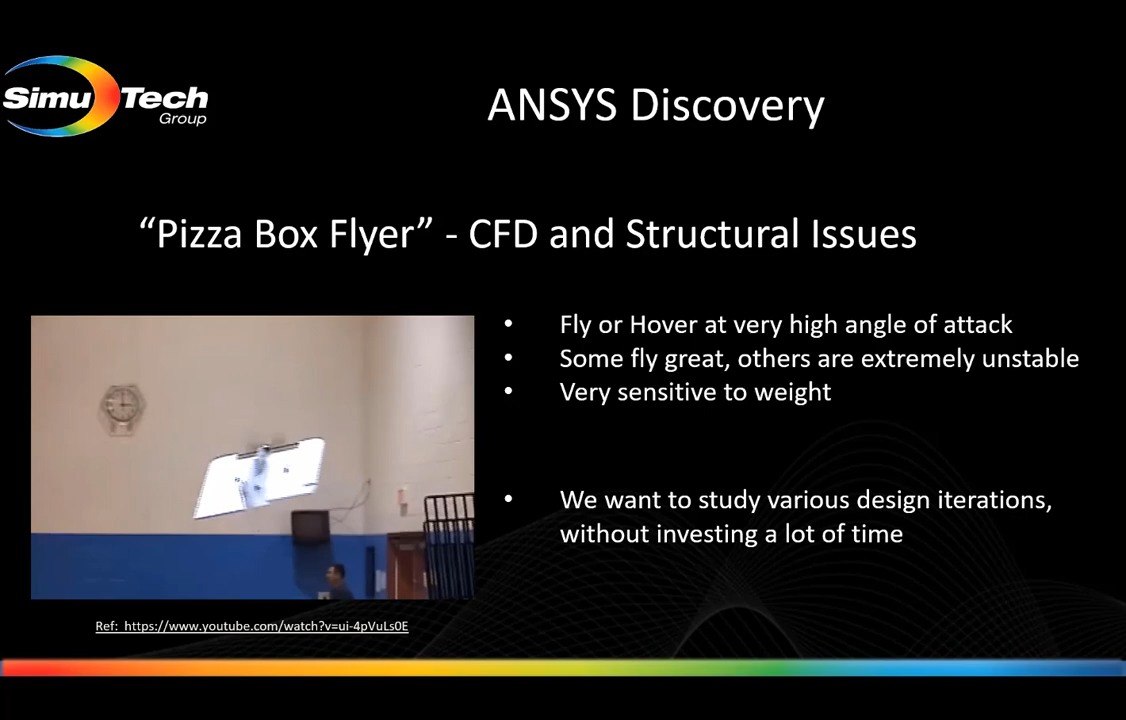 SimuTech
Group
ANSYS Discovery
“Pizza Box Flyer” - CFD and Structural Issues
• Fly or Hover at very high angle of attack
• Some fly great, others are extremely unstable
• Very sensitive to weight
• We want to study various design iterations,
without investing a lot of time
Ref: https://www.youtube.com/watch?v=ui-4pVuLs0E